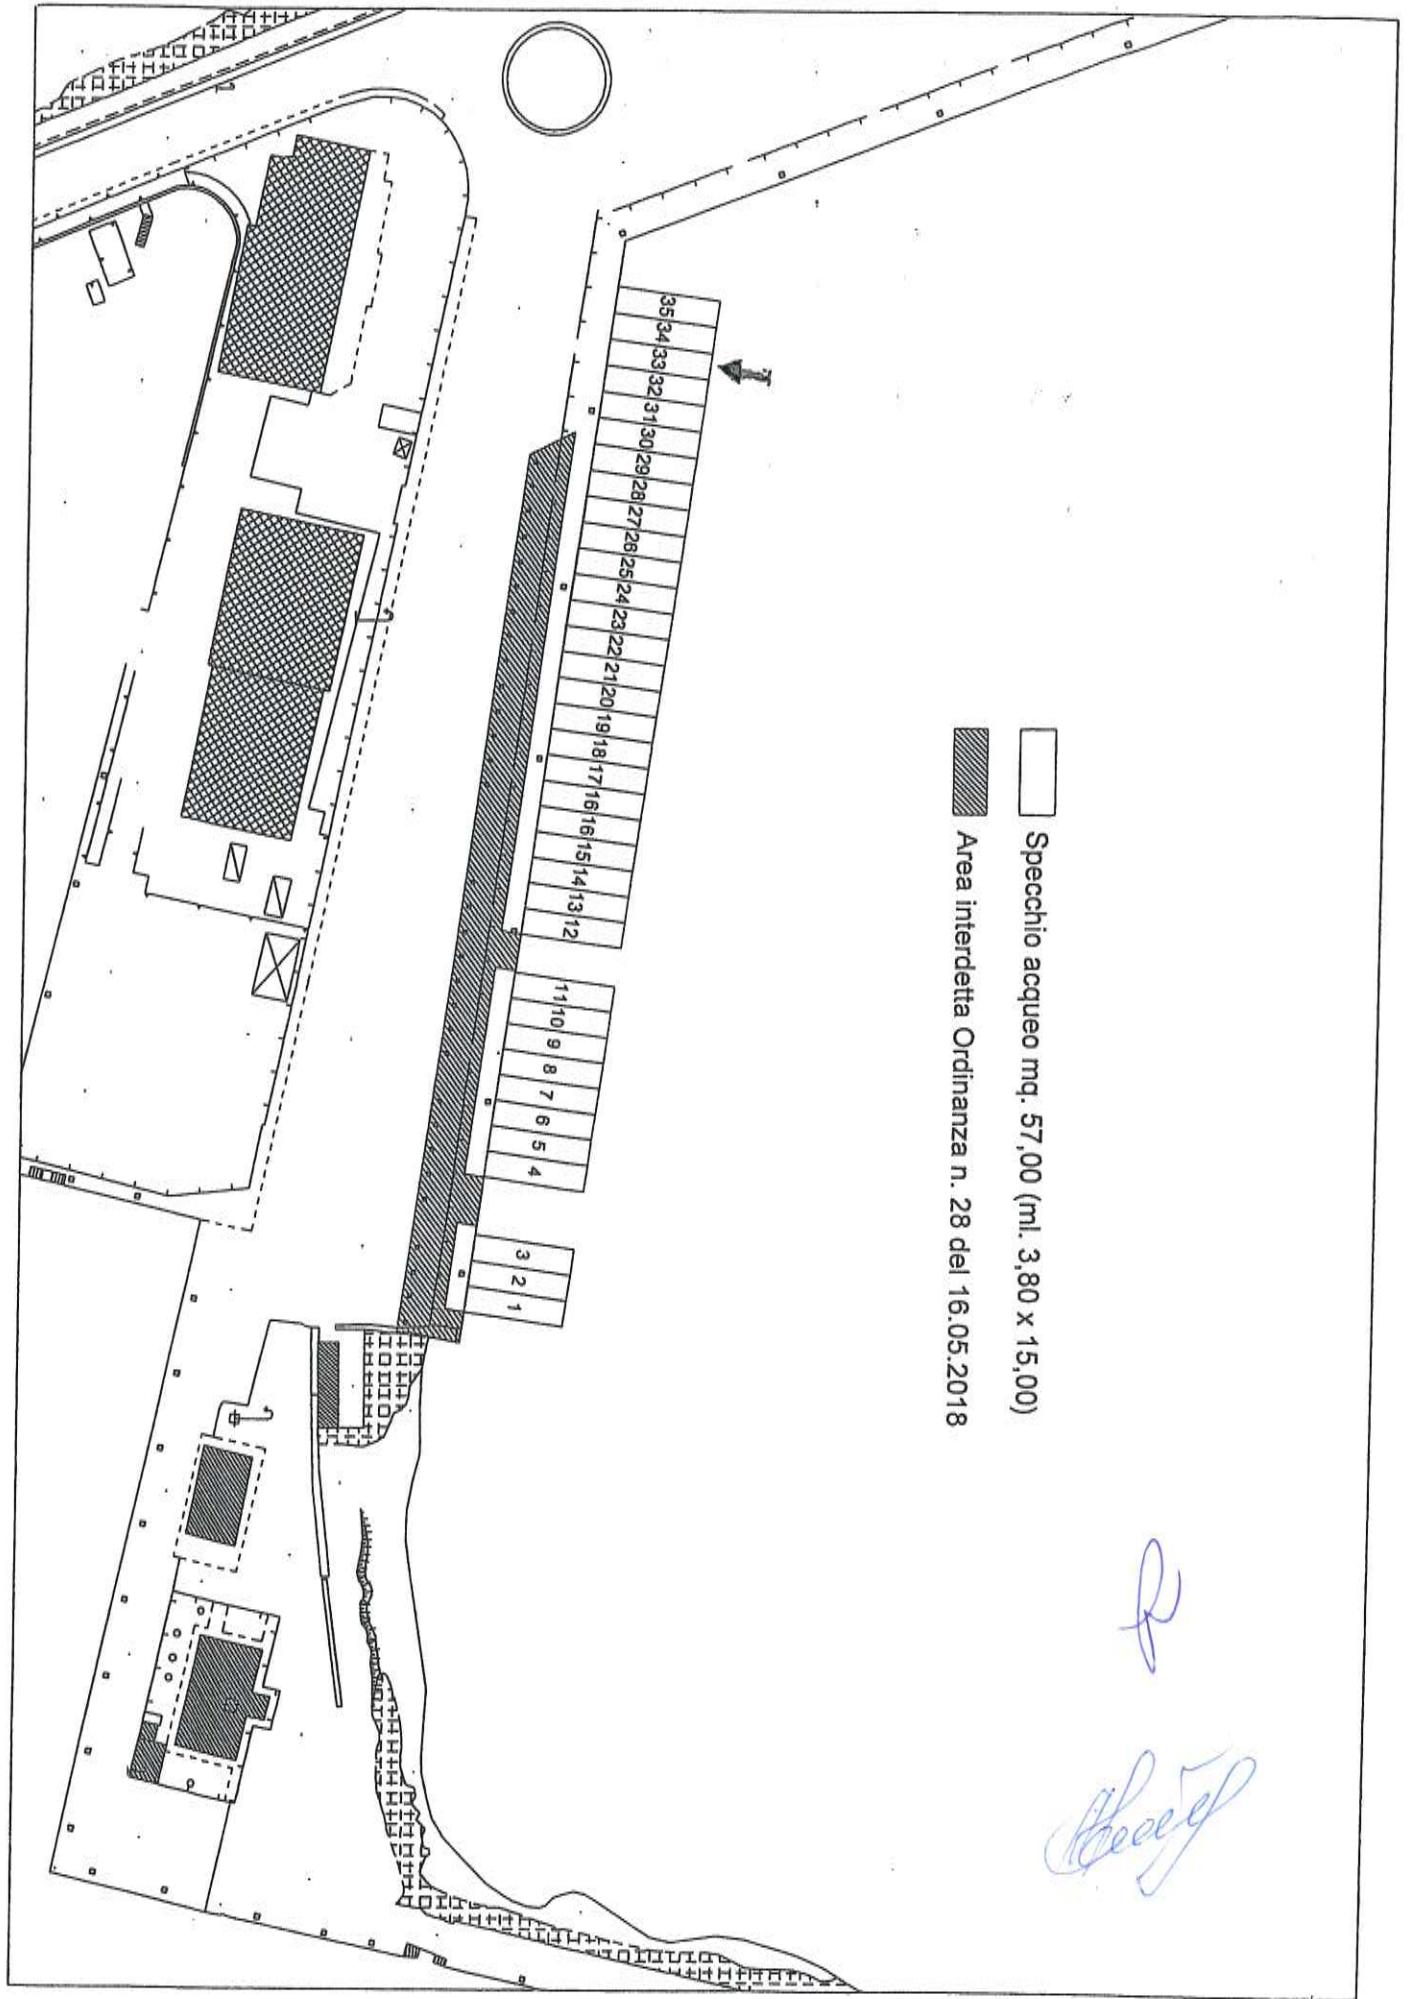 Specchio acqueo mq. 57,00 (ml. 3,80 x 15,00)
Area interdetta Ordinanza n. 28 del 16.05.2018
35 34 33 32 31 30 29 28 27 26 25 24 23 22 21 20 19 18 17 16 16 15 14 13 12
11 10 9 8 7 6 5 4
3 2 1